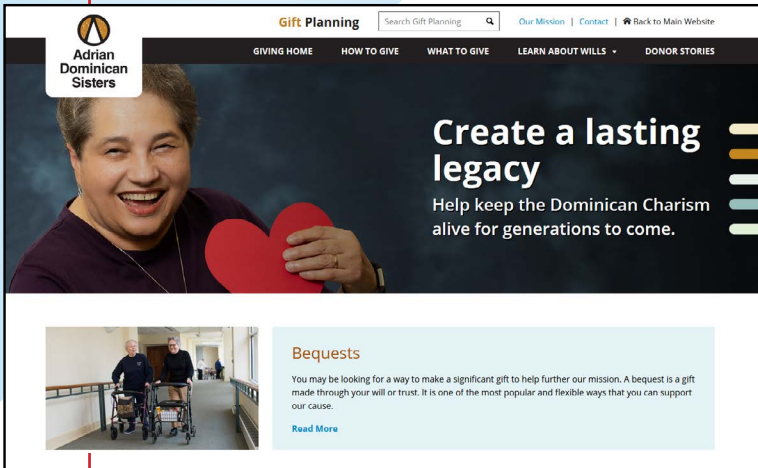 Adrian
Dominican
Sisters
Gift Planning
Search Gift Planning
Our Mission | Contact | Back to Main Website
GIVING HOME HOW TO GIVE WHAT TO GIVE LEARN ABOUT WILLS DONOR STORIES
Create a lasting
legacy
Help keep the Dominican Charism
alive for generations to come.
Bequests
You may be looking for a way to make a significant gift to help further our mission. A bequest is a gift
made through your will or trust. It is one of the most popular and flexible ways that you can support
our cause.
Read More